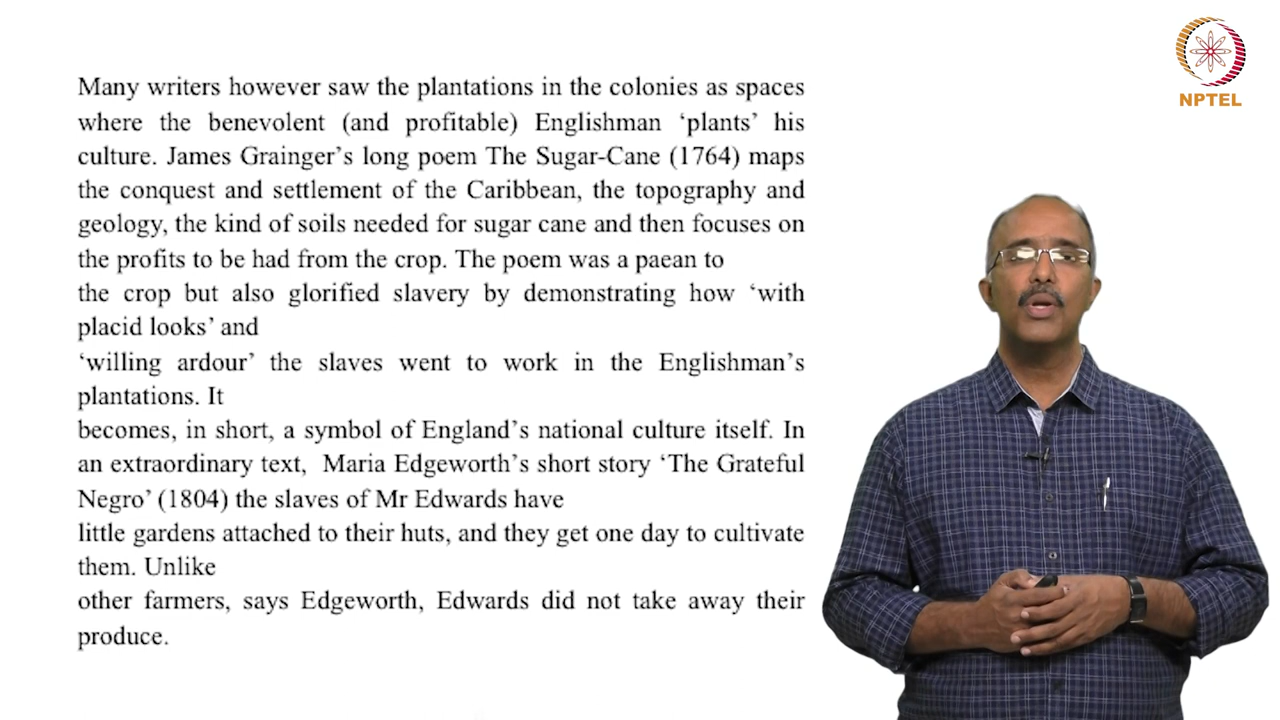 Many writers however saw the plantations in the colonies as spaces
where the benevolent (and profitable) Englishman ‘plants’ his
culture. James Grainger’s long poem The Sugar-Cane (1764) maps
the conquest and settlement of the Caribbean, the topography and
geology, the kind of soils needed for sugar cane and then focuses on
the profits to be had from the crop. The poem was a paean to
the crop but also glorified slavery by demonstrating how ‘with
placid looks’ and
‘willing ardour’ the slaves went to work in the Englishman’s
plantations. It
becomes, in short, a symbol of England’s national culture itself. In
an extraordinary text, Maria Edgeworth’s short story ‘The Grateful
Negro’ (1804) the slaves of Mr Edwards have
little gardens attached to their huts, and they get one day to cultivate
them. Unlike
other farmers, says Edgeworth, Edwards did not take away their
produce.
NPTEL